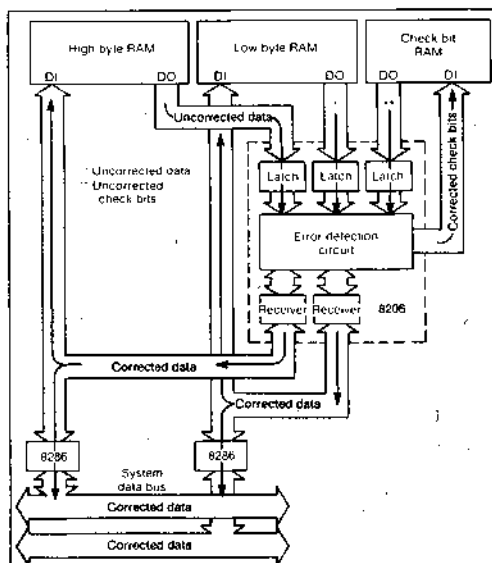 High byte RAM
DI
DO
Low byte RAM
DI
DO
Check bit
RAM
DO
DI
Uncorrected data
Corrected check bits
Uncorrected data
Uncorrected
check bits
Latch
Latch
Latch
Error detection
circuit
Receiver
Receiver
8206
Corrected data
Corrected data
8286
8286
System
data bus
Corrected data
Corrected data